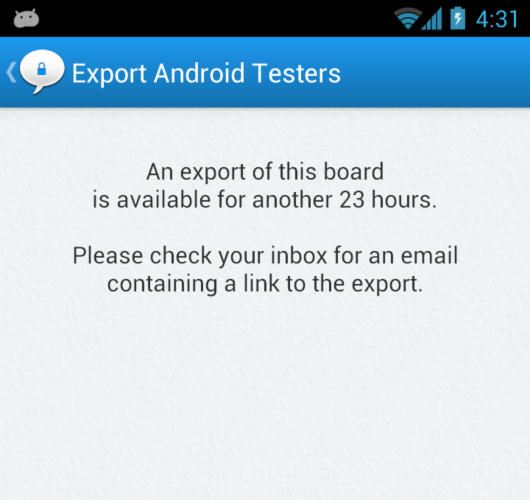 4:31
Export Android Testers
An export of this board
is available for another 23 hours.
Please check your inbox for an email
containing a link to the export.